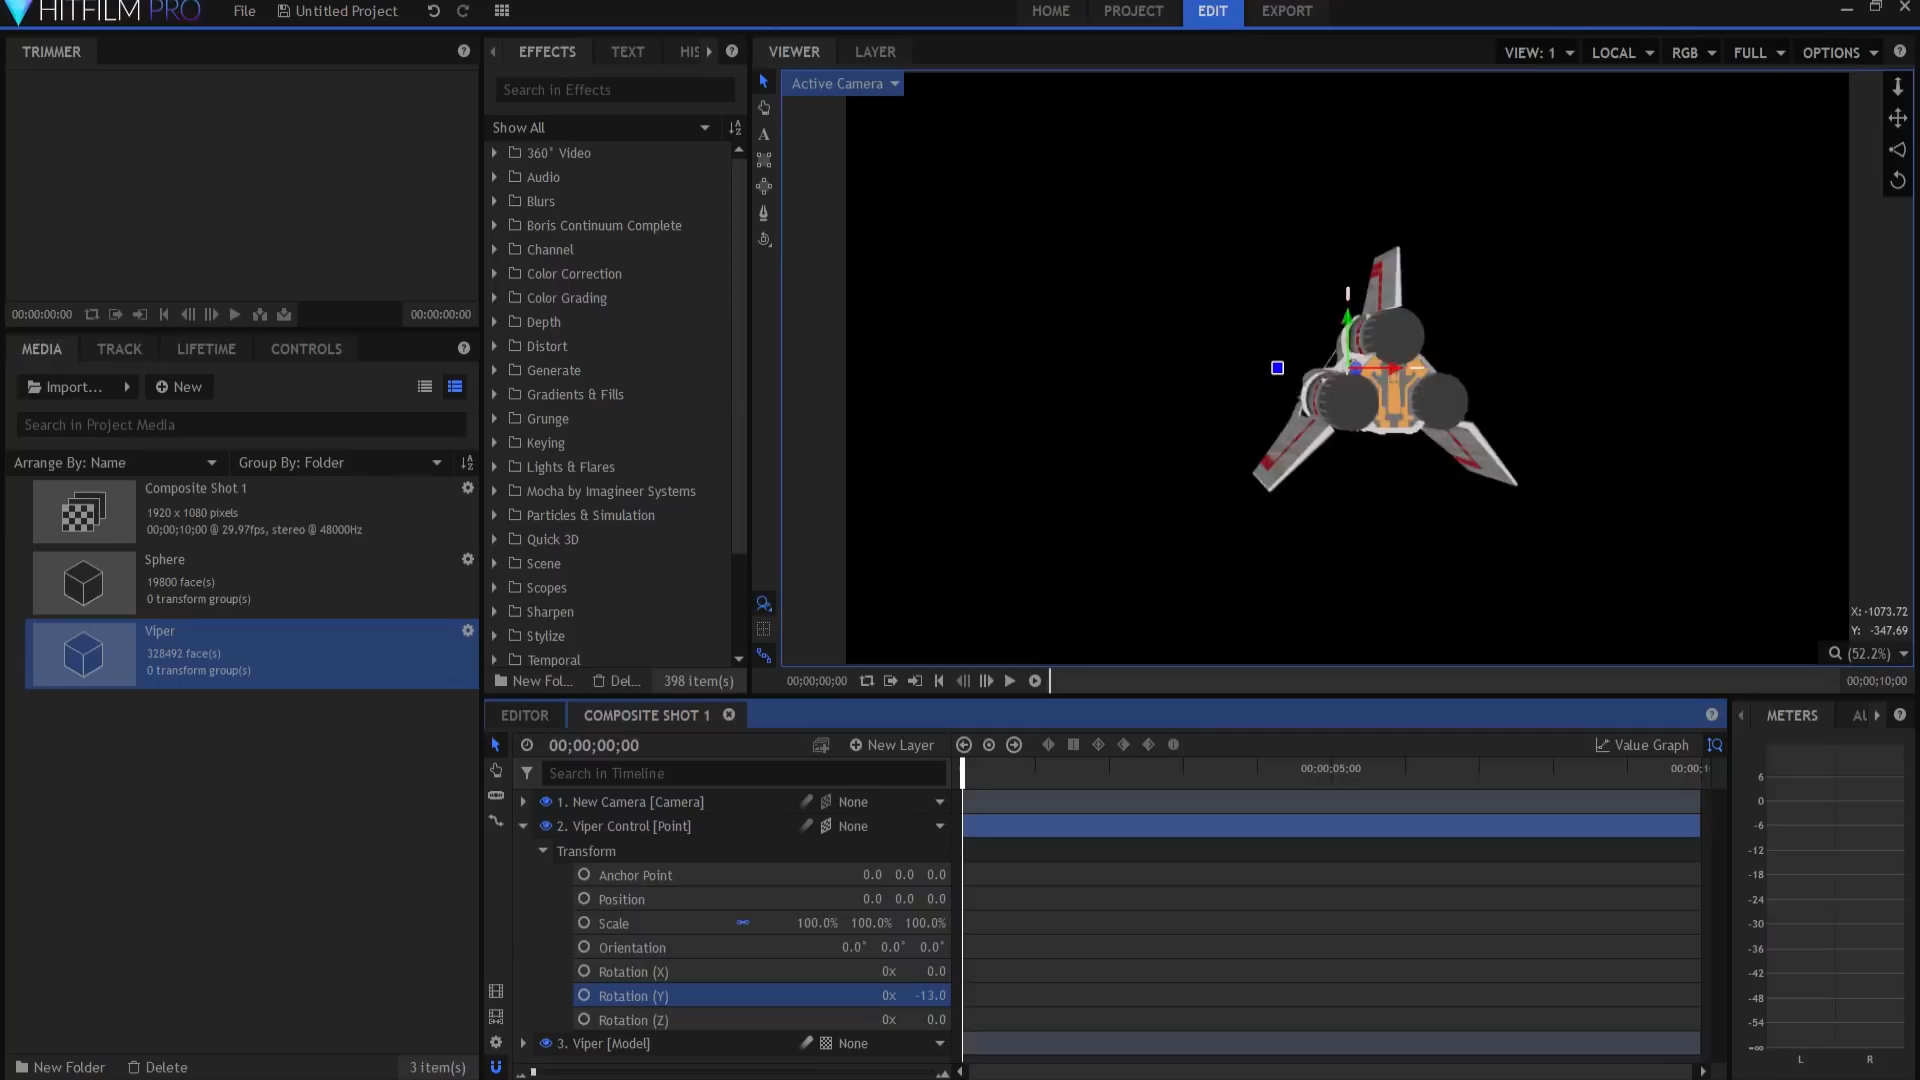 HITFILM PRO File Untitled Project HOME PROJECT EDIT EXPORT
TRIMMER
00:00:00:00 00:00:00:00
MEDIA TRACK LIFETIME CONTROLS
Import... New
Search in Project Media
Arrange By: Name Group By: Folder
Composite Shot 1
1920 x 1080 pixels
00;00;10;00 @ 29.97fps, stereo @ 48000Hz
Sphere
19800 face(s)
0 transform group(s)
Viper
328492 face(s)
0 transform group(s)
New Folder Delete 3 item(s)
EFFECTS TEXT HIS
Search in Effects
Show All
360° Video
Audio
Blurs
Boris Continuum Complete
Channel
Color Correction
Color Grading
Depth
Distort
Generate
Gradients & Fills
Grunge
Keying
Lights & Flares
Mocha by Imagineer Systems
Particles & Simulation
Quick 3D
Scene
Scopes
Sharpen
Stylize
Temporal
New Fol... Del... 398 item(s)
VIEWER LAYER VIEW: 1 LOCAL RGB FULL OPTIONS
Active Camera
A
X: -1073.72
Y: -347.69
(52.2%)
00;00;00;00 00;00;10;00
EDITOR COMPOSITE SHOT 1
00;00;00;00 New Layer Value Graph
Search in Timeline 00;00;05;00 00;00;1
1. New Camera [Camera] None
2. Viper Control [Point] None
Transform
Anchor Point 0.0 0.0 0.0
Position 0.0 0.0 0.0
Scale 100.0% 100.0% 100.0%
Orientation 0.0° 0.0° 0.0°
Rotation (X) 0x 0.0
Rotation (Y) 0x -13.0
Rotation (Z) 0x 0.0
3. Viper [Model] None
METERS AU
6
0
-6
-12
-18
-24
-30
-36
-42
-48
-54
-∞
L R